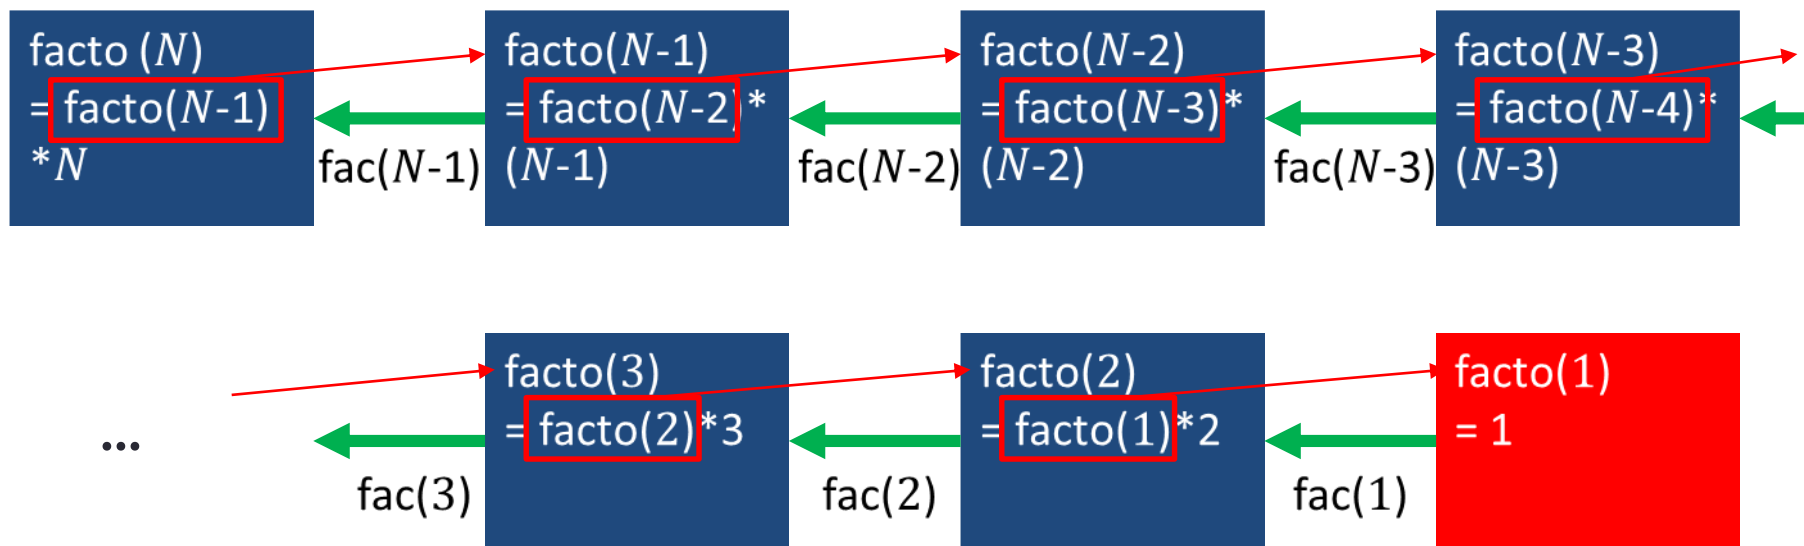 facto (N)
= facto(N-1)
*N
fac(N-1)
facto(N-1)
= facto(N-2)*
(N-1)
fac(N-2)
facto(N-2)
= facto(N-3)*
(N-2)
fac(N-3)
facto(N-3)
= facto(N-4)*
(N-3)
...
fac(3)
facto(3)
= facto(2)*3
fac(2)
facto(2)
= facto(1)*2
fac(1)
facto(1)
= 1